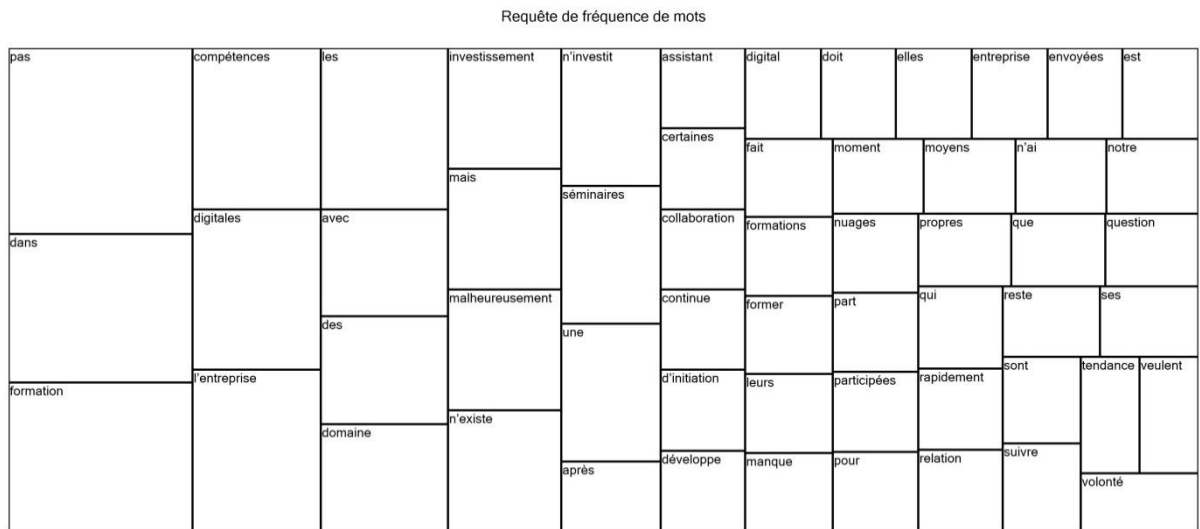 Requête de fréquence de mots
pas
dans
formation
compétences
digitales
l'entreprise
les
avec
des
domaine
investissement
mais
malheureusement
n'existe
n'investit
séminaires
une
après
assistant
certaines
collaboration
continue
d'initiation
développe
digital
doit
elles
entreprise
envoyées
est
fait
moment
moyens
n'ai
notre
formations
former
leurs
manque
nuages
part
participées
pour
propres
que
question
qui
rapidement
relation
reste
ses
sont
suivre
tendance
veulent
volonté